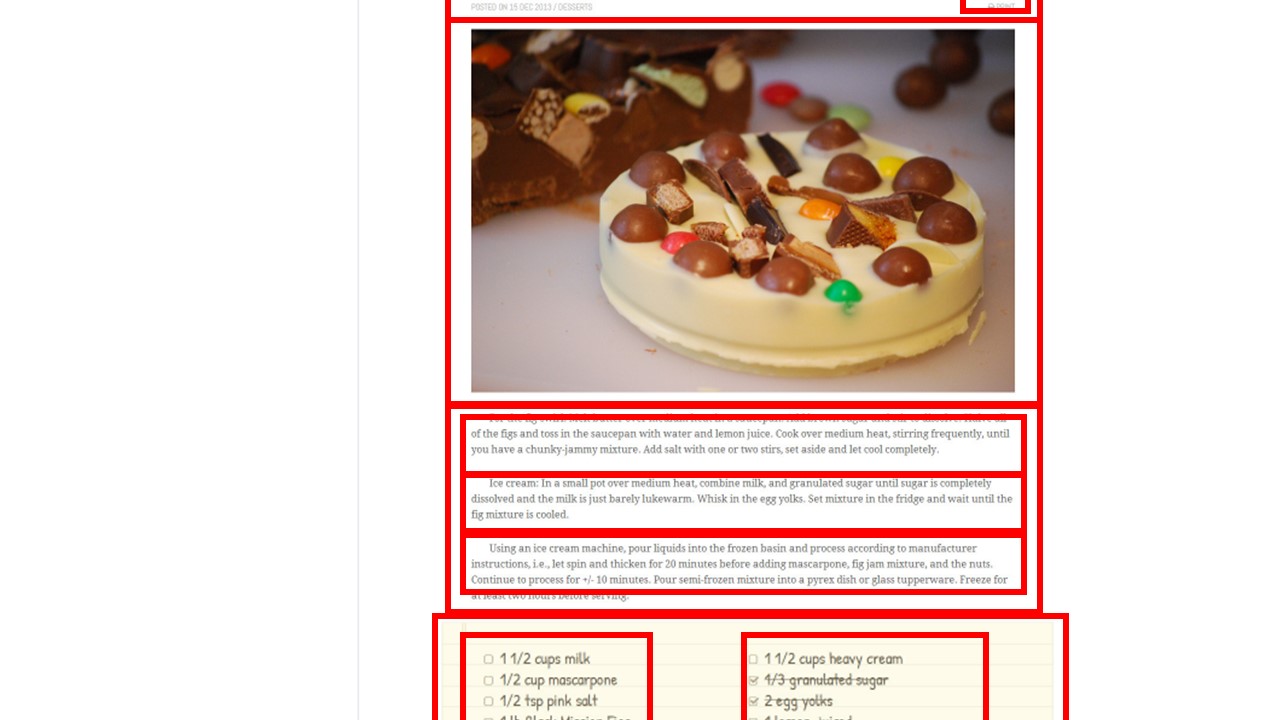 POSTED ON 15 DEC 2013 / DESSERTS
PRINT
of the figs and toss in the saucepan with water and lemon juice. Cook over medium heat, stirring frequently, until
you have a chunky-jammy mixture. Add salt with one or two stirs, set aside and let cool completely.
Ice cream: In a small pot over medium heat, combine milk, and granulated sugar until sugar is completely
dissolved and the milk is just barely lukewarm. Whisk in the egg yolks. Set mixture in the fridge and wait until the
fig mixture is cooled.
Using an ice cream machine, pour liquids into the frozen basin and process according to manufacturer
instructions, i.e., let spin and thicken for 20 minutes before adding mascarpone, fig jam mixture, and the nuts.
Continue to process for +/- 10 minutes. Pour semi-frozen mixture into a pyrex dish or glass tupperware. Freeze for
at least two hours before serving.
1 1/2 cups milk
1/2 cup mascarpone
1/2 tsp pink salt
1 1/2 cups heavy cream
1/3 granulated sugar
2 egg yolks